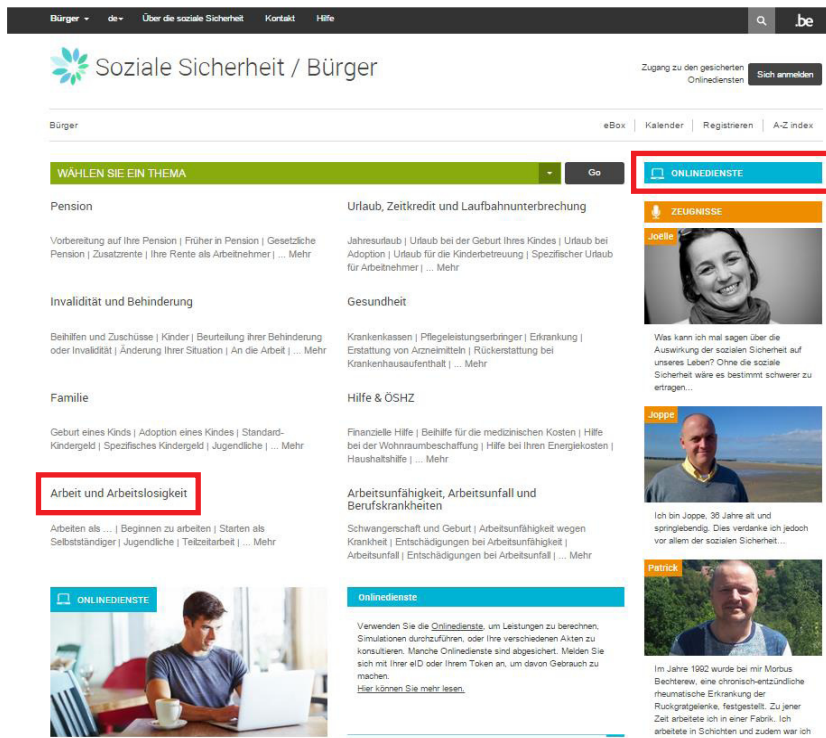 Bürger de Über die soziale Sicherheit Kontakt Hilfe .be
Soziale Sicherheit / Bürger
Zugang zu den gesicherten
Onlinediensten
Sich anmelden
Bürger eBox | Kalender | Registrieren | A-Z index
WÄHLEN SIE EIN THEMA Go
Pension
Vorbereitung auf Ihre Pension | Früher in Pension | Gesetzliche
Pension | Zusatzrente | Ihre Rente als Arbeitnehmer | ... Mehr
Urlaub, Zeitkredit und Laufbahnunterbrechung
Jahresurlaub | Urlaub bei der Geburt Ihres Kindes | Urlaub bei
Adoption | Urlaub für die Kinderbetreuung | Spezifischer Urlaub
für Arbeitnehmer | ... Mehr
Invalidität und Behinderung
Beihilfen und Zuschüsse | Kinder | Beurteilung ihrer Behinderung
oder Invalidität | Änderung Ihrer Situation | An die Arbeit | ... Mehr
Gesundheit
Krankenkassen | Pflegeleistungserbringer | Erkrankung |
Erstattung von Arzneimitteln | Rückerstattung bei
Krankenhausaufenthalt | ... Mehr
Familie
Geburt eines Kinds | Adoption eines Kindes | Standard-
Kindergeld | Spezifisches Kindergeld | Jugendliche | ... Mehr
Hilfe & ÖSHZ
Finanzielle Hilfe | Beihilfe für die medizinischen Kosten | Hilfe
bei der Wohnraumbeschaffung | Hilfe bei Ihren Energiekosten |
Haushaltshilfe | ... Mehr
Arbeit und Arbeitslosigkeit
Arbeiten als ... | Beginnen zu arbeiten | Starten als
Selbstständiger | Jugendliche | Teilzeitarbeit | ... Mehr
Arbeitsunfähigkeit, Arbeitsunfall und
Berufskrankheiten
Schwangerschaft und Geburt | Arbeitsunfähigkeit wegen
Krankheit | Entschädigungen bei Arbeitsunfähigkeit |
Arbeitsunfall | Entschädigungen bei Arbeitsunfall | ... Mehr
ONLINEDIENSTE
Onlinedienste
Verwenden Sie die Onlinedienste, um Leistungen zu berechnen,
Simulationen durchzuführen, oder Ihre verschiedenen Akten zu
konsultieren. Manche Onlinedienste sind abgesichert. Melden Sie
sich mit Ihrer eID oder Ihrem Token an, um davon Gebrauch zu
machen.
Hier können Sie mehr lesen.
ONLINEDIENSTE
ZEUGNISSE
Joëlle
Was kann ich mal sagen über die
Auswirkung der sozialen Sicherheit auf
unseres Leben? Ohne die soziale
Sicherheit wäre es bestimmt schwerer zu
ertragen...
Joppe
Ich bin Joppe, 36 Jahre alt und
springlebendig. Dies verdanke ich jedoch
vor allem der sozialen Sicherheit...
Patrick
Im Jahre 1992 wurde bei mir Morbus
Bechterew, eine chronisch-entzündliche
rheumatische Erkrankung der
Ruckgratgelenke, festgestellt. Zu jener
Zeit arbeitete ich in einer Fabrik. Ich
arbeitete in Schichten und zudem war ich